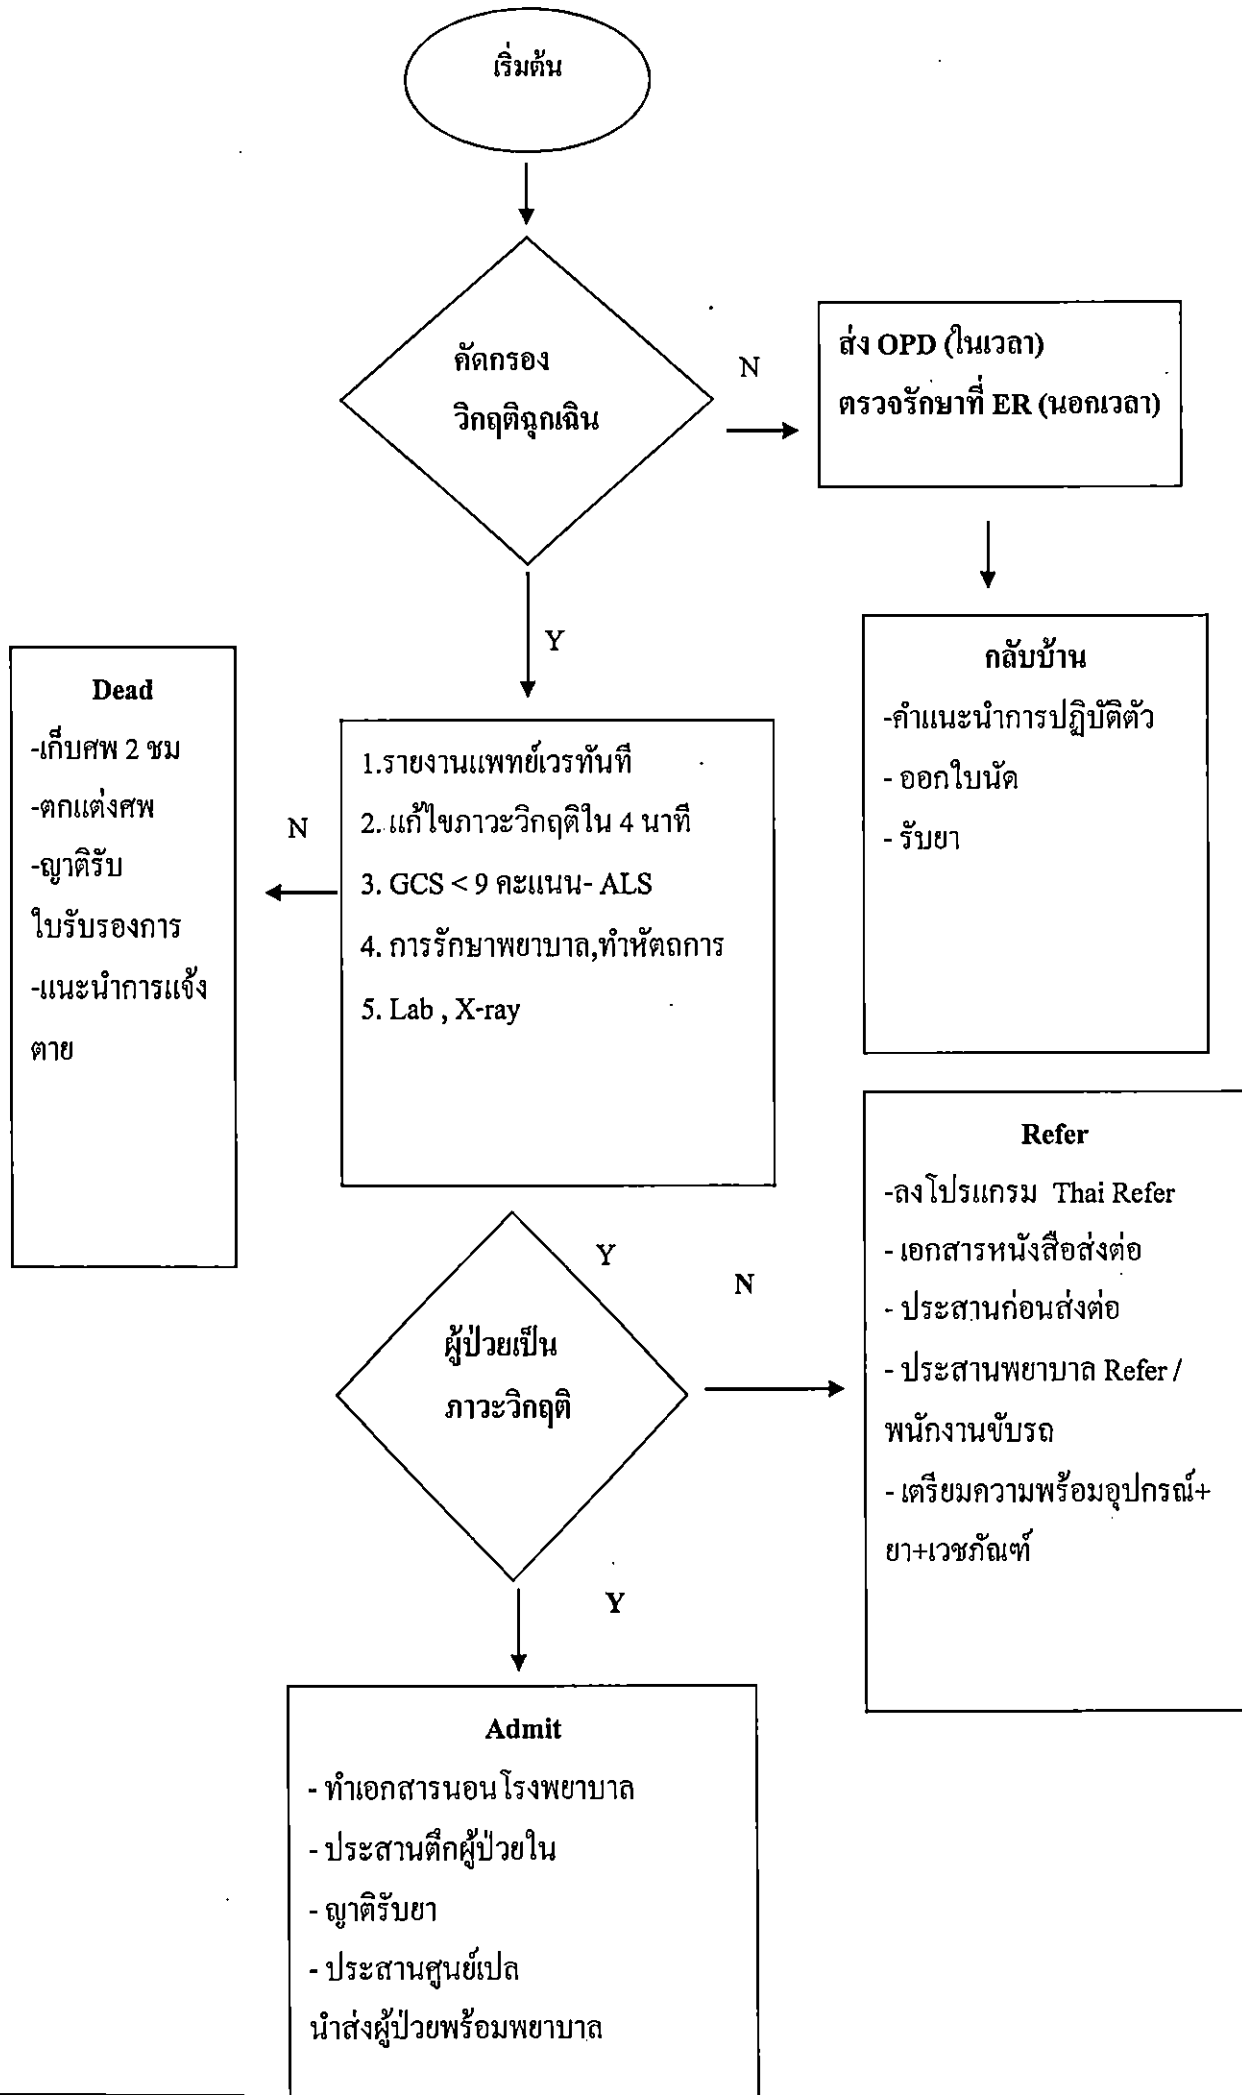 เริ่มต้น
คัดกรอง
วิกฤติฉุกเฉิน
N
ส่ง OPD (ในเวลา)
ตรวจรักษาที่ ER (นอกเวลา)
Y
กลับบ้าน
-คำแนะนำการปฏิบัติตัว
- ออกใบนัด
- รับยา
Dead
-เก็บศพ 2 ชม
-ตกแต่งศพ
-ญาติรับ
ใบรับรองการ
-แนะนำการแจ้ง
ตาย
N
1.รายงานแพทย์เวรทันที
2. แก้ไขภาวะวิกฤติใน 4 นาที
3. GCS < 9 คะแนน- ALS
4. การรักษาพยาบาล,ทำหัตถการ
5. Lab , X-ray
Y
ผู้ป่วยเป็น
ภาวะวิกฤติ
N
Refer
-ลงโปรแกรม Thai Refer
- เอกสารหนังสือส่งต่อ
- ประสานก่อนส่งต่อ
- ประสานพยาบาล Refer /
พนักงานขับรถ
- เตรียมความพร้อมอุปกรณ์+
ยา+เวชภัณฑ์
Y
Admit
- ทำเอกสารนอนโรงพยาบาล
- ประสานตึกผู้ป่วยใน
- ญาติรับยา
- ประสานศูนย์เปล
นำส่งผู้ป่วยพร้อมพยาบาล